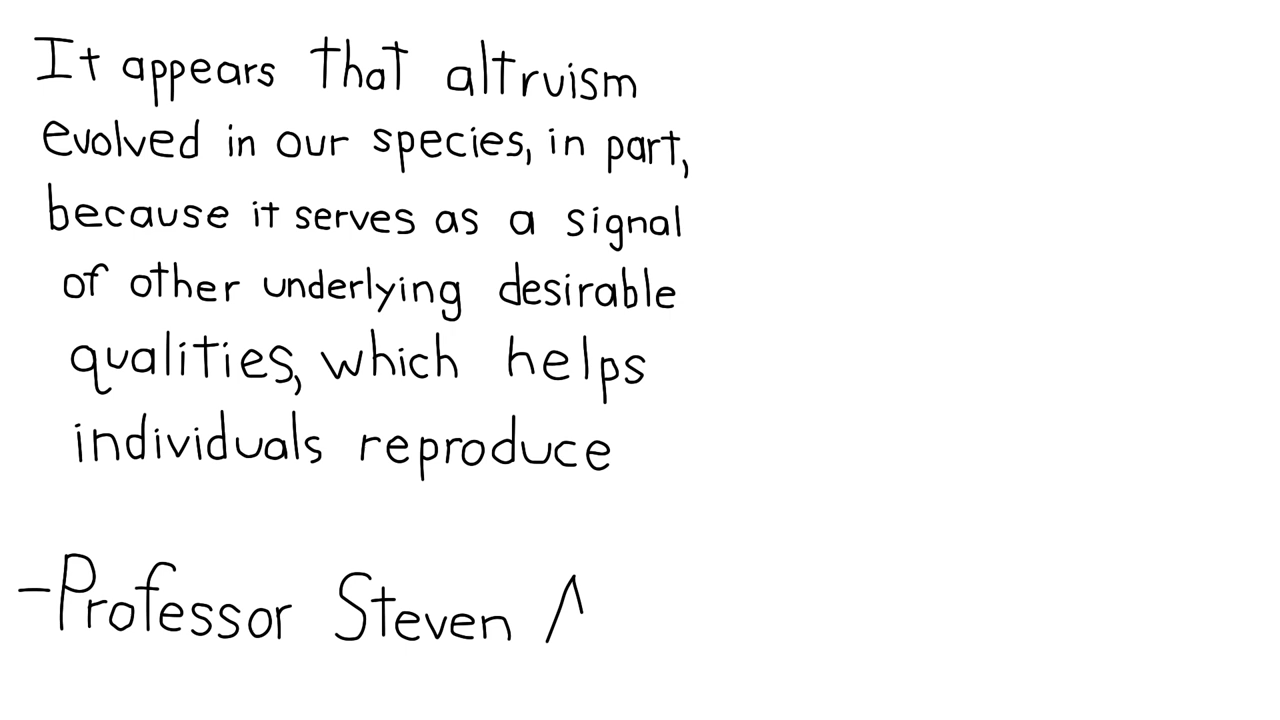 It appears that altruism
evolved in our species, in part,
because it serves as a signal
of other underlying desirable
qualities, which helps
individuals reproduce
-Professor Steven